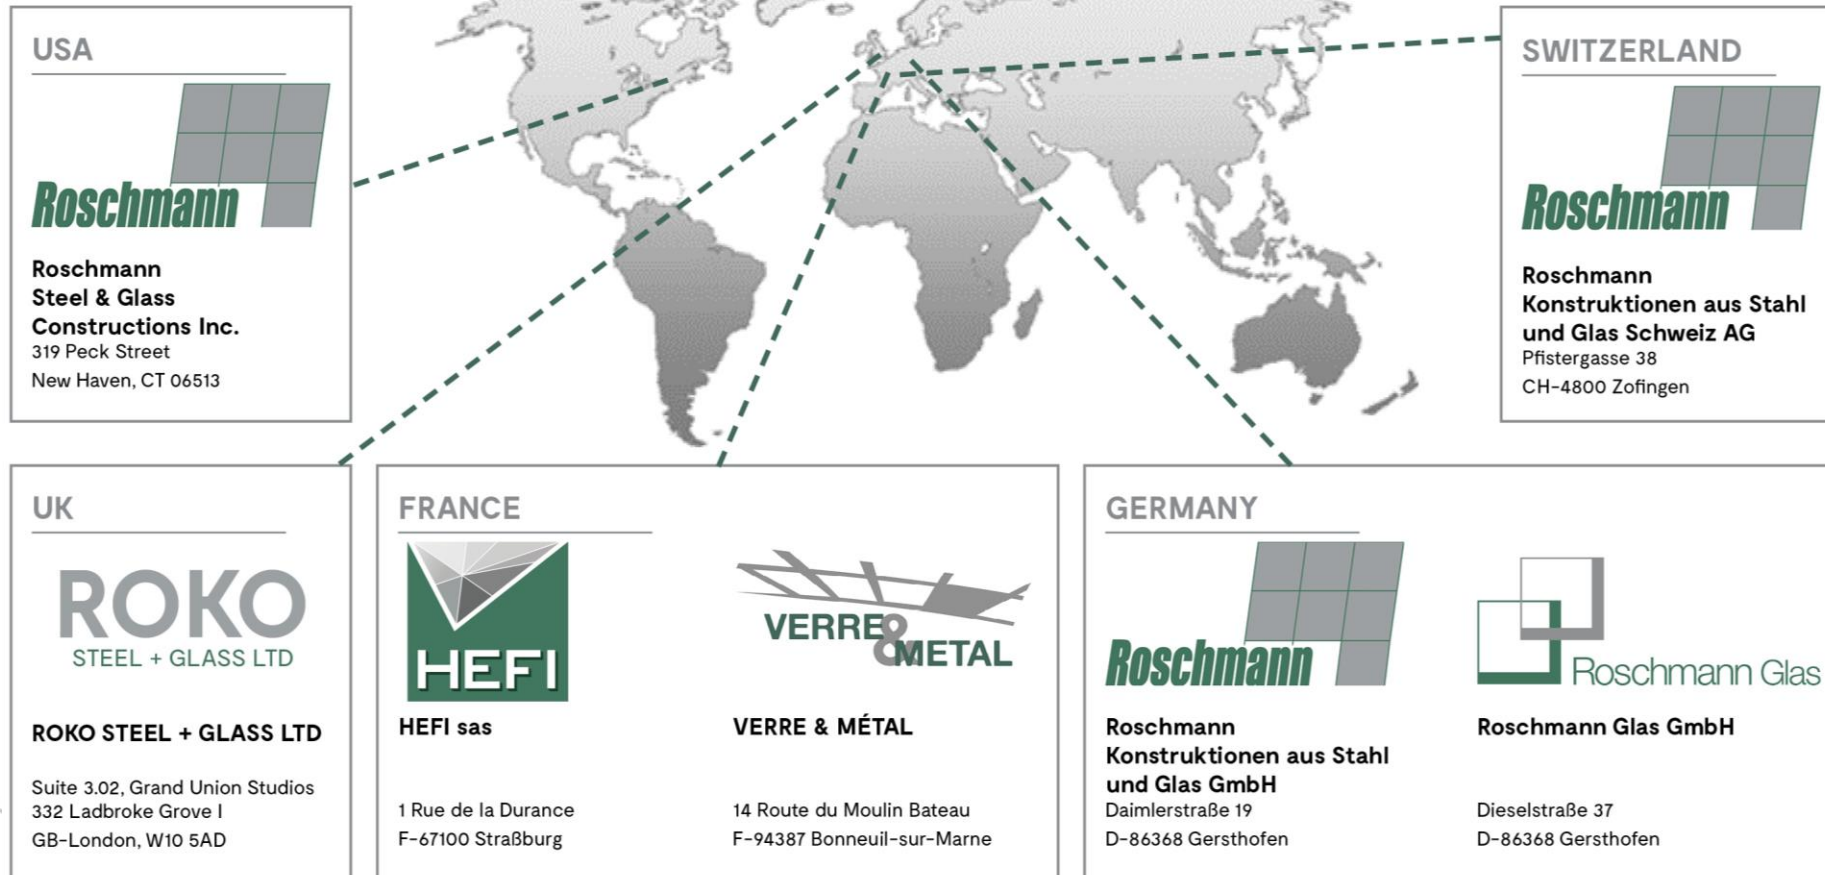 USA
Roschmann
Roschmann
Steel & Glass
Constructions Inc.
319 Peck Street
New Haven, CT 06513
SWITZERLAND
Roschmann
Roschmann
Konstruktionen aus Stahl
und Glas Schweiz AG
Pfistergasse 38
CH-4800 Zofingen
UK
ROKO
STEEL + GLASS LTD
ROKO STEEL + GLASS LTD
Suite 3.02, Grand Union Studios
332 Ladbroke Grove I
GB-London, W10 5AD
FRANCE
HEFI
HEFI sas
1 Rue de la Durance
F-67100 Straßburg
VERRE &
METAL
VERRE & MÉTAL
14 Route du Moulin Bateau
F-94387 Bonneuil-sur-Marne
GERMANY
Roschmann
Roschmann
Konstruktionen aus Stahl
und Glas GmbH
Daimlerstraße 19
D-86368 Gersthofen
Roschmann Glas
Roschmann Glas GmbH
Dieselstraße 37
D-86368 Gersthofen